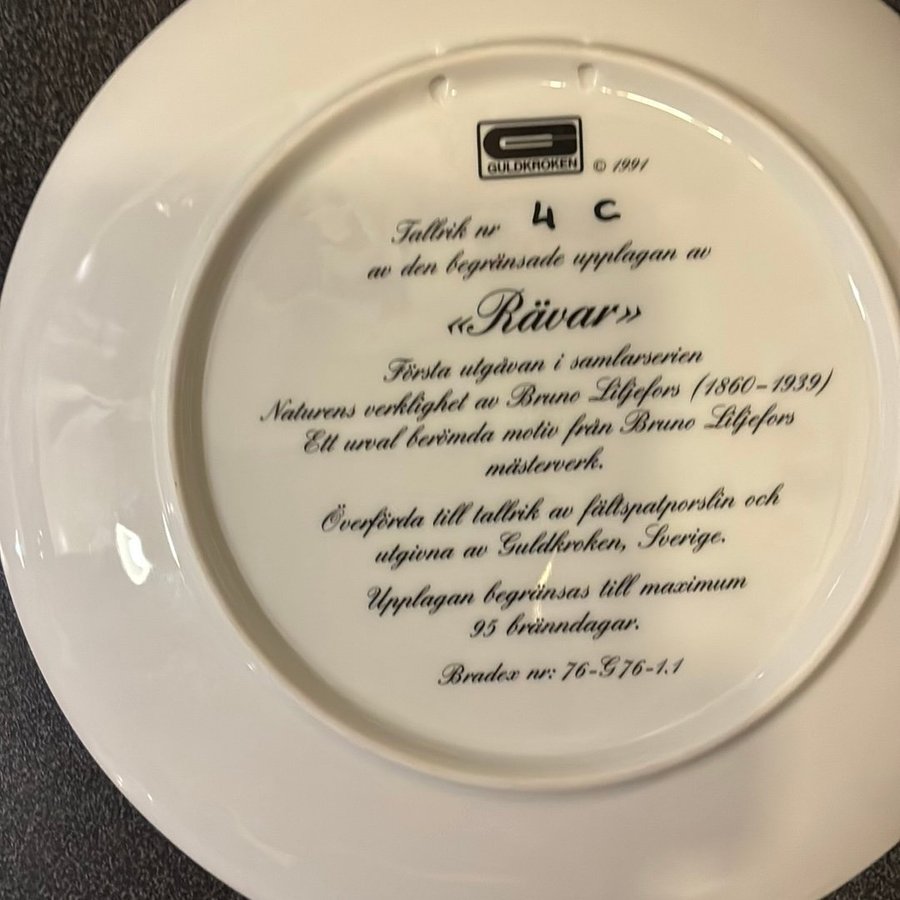 GULDKROKEN © 1991
Tallrik nr 4 C
av den begränsade upplagan av
«Rävar»
Första utgåvan i samlarserien
Naturens verklighet av Bruno Liljefors (1860-1939)
Ett urval berömda motiv från Bruno Liljefors
mästerverk.
Överförda till tallrik av fältspatporslin och
utgivna av Guldkroken, Sverige.
Upplagan begränsas till maximum
95 bränndagar.
Bradex nr: 76-G76-1.1